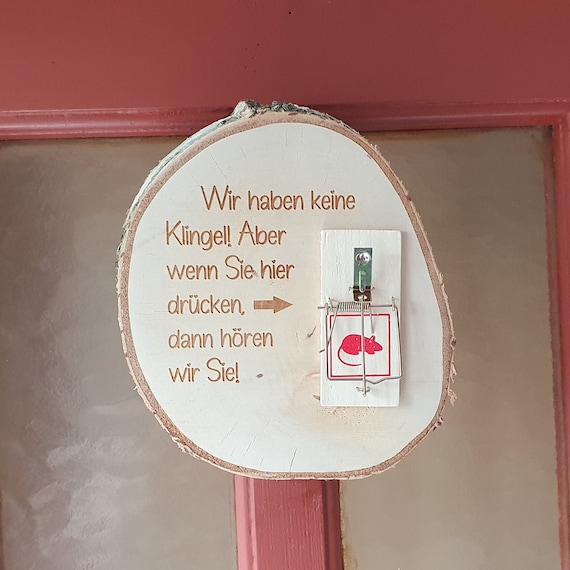 Wir haben keine
Klingel! Aber
wenn Sie hier
drücken,
dann hören
wir Sie!